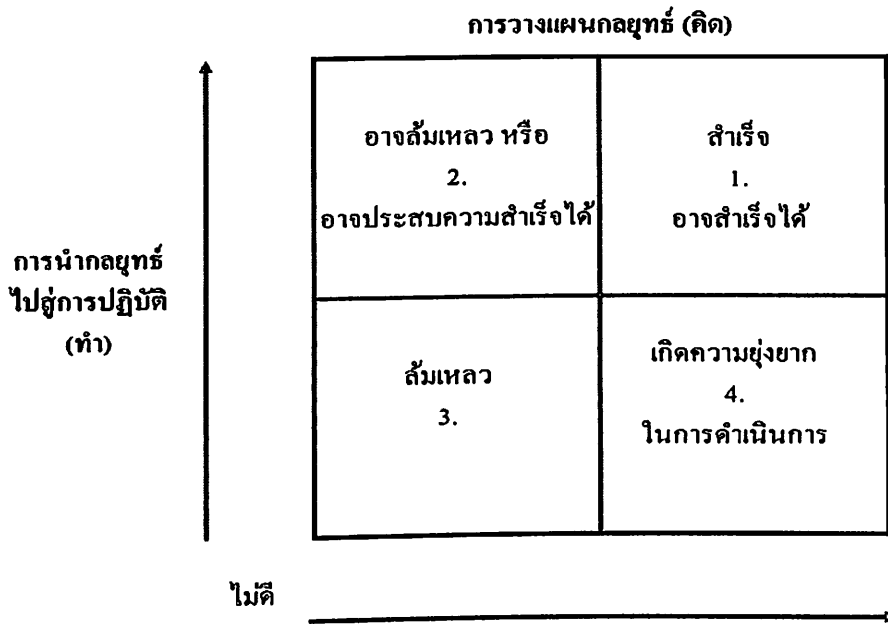 การวางแผนกลยุทธ์ (คิด)
อาจล้มเหลว หรือ
2.
อาจประสบความสำเร็จได้
สำเร็จ
1.
อาจสำเร็จได้
การนำกลยุทธ์
ไปสู่การปฏิบัติ
(ทำ)
ล้มเหลว
3.
เกิดความยุ่งยาก
4.
ในการดำเนินการ
ไม่ดี